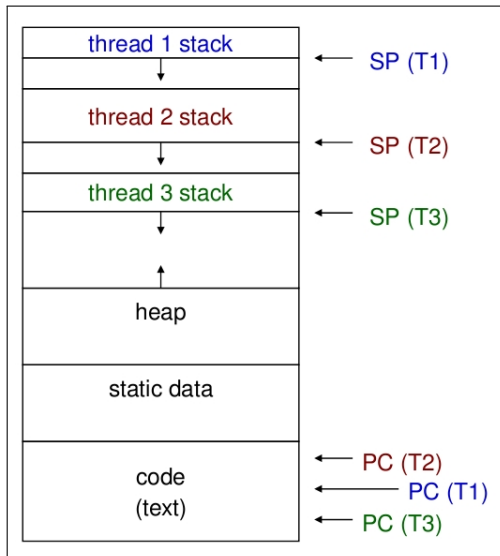 thread 1 stack
SP (T1)
thread 2 stack
SP (T2)
thread 3 stack
SP (T3)
heap
static data
code
(text)
PC (T2)
PC (T1)
PC (T3)